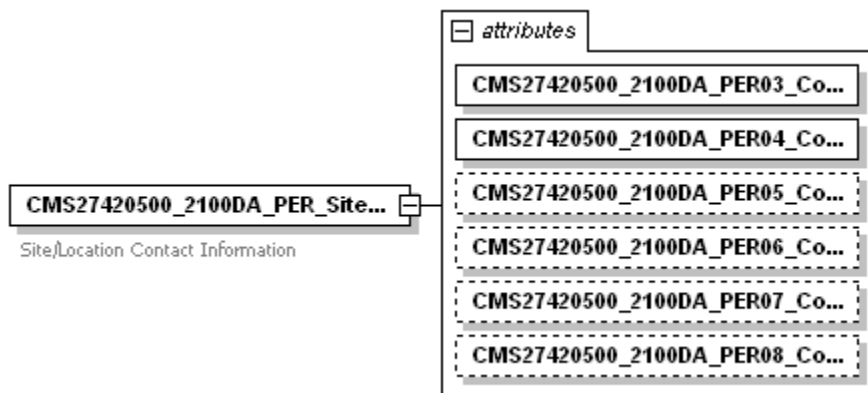 attributes
CMS27420500_2100DA_PER03_Co...
CMS27420500_2100DA_PER04_Co...
CMS27420500_2100DA_PER_Site...
CMS27420500_2100DA_PER05_Co...
Site/Location Contact Information
CMS27420500_2100DA_PER06_Co...
CMS27420500_2100DA_PER07_Co...
CMS27420500_2100DA_PER08_Co...